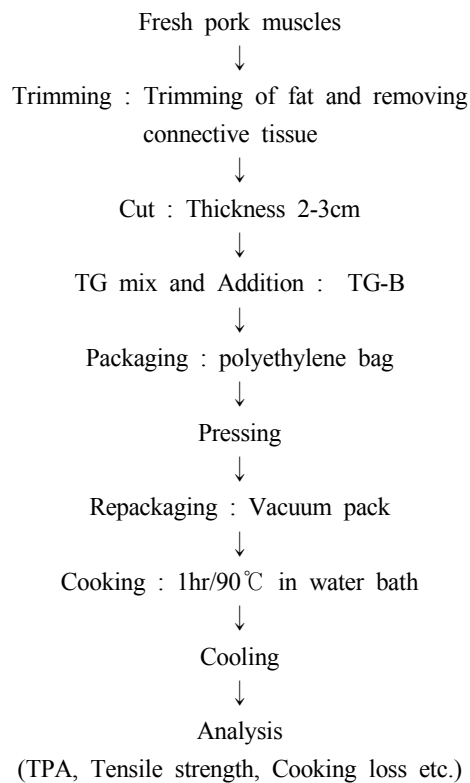 Fresh pork muscles
↓
Trimming : Trimming of fat and removing
connective tissue
↓
Cut : Thickness 2-3cm
↓
TG mix and Addition : TG-B
↓
Packaging : polyethylene bag
↓
Pressing
↓
Repackaging : Vacuum pack
↓
Cooking : 1hr/90℃ in water bath
↓
Cooling
↓
Analysis
(TPA, Tensile strength, Cooking loss etc.)